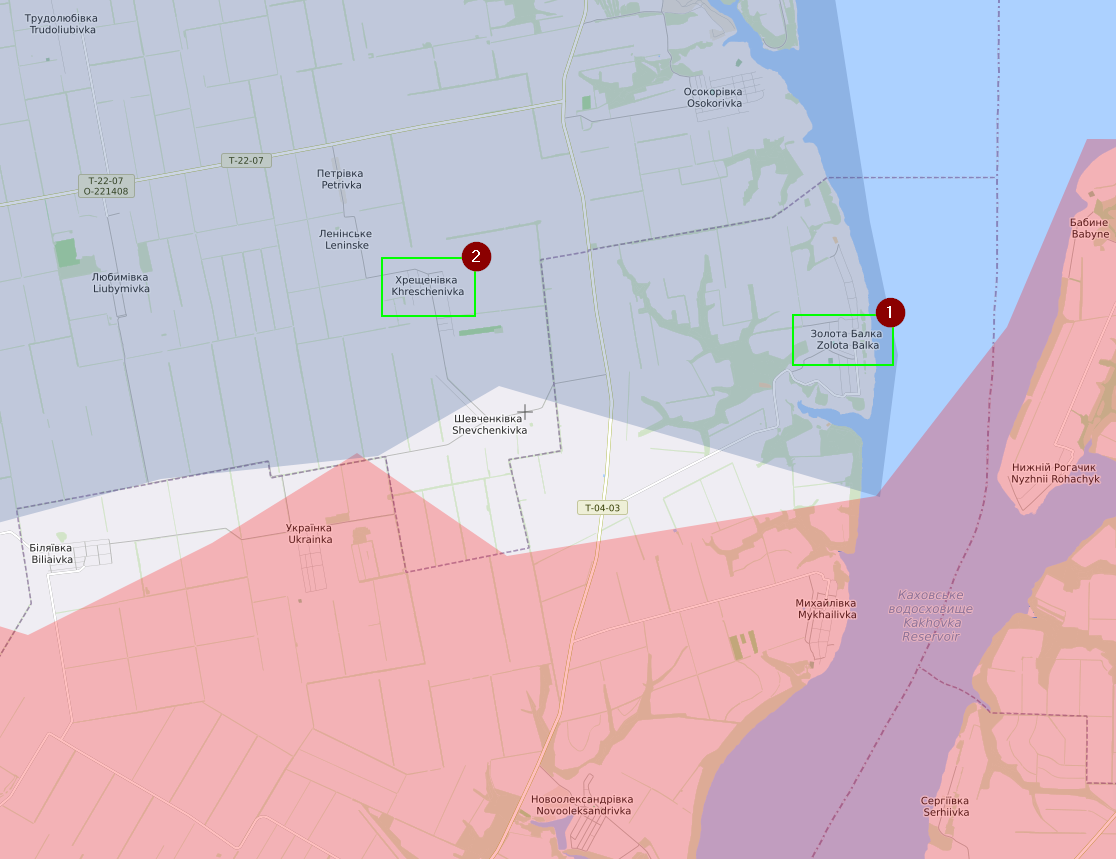 Трудолюбівка
Trudoliubivka
Осокорівка
Osokorivka
T-22-07
T-22-07
O-221408
Петрівка
Petrivka
Бабине
Babyne
Ленінське
Leninske
2
Любимівка
Liubymivka
Хрещенівка
Khreschenivka
1
Золота Балка
Zolota Balka
Шевченківка
Shevchenkivka
Нижній Рогачик
Nyzhnii Rohachyk
T-04-03
Українка
Ukrainka
Біляївка
Biliaivka
Каховське
водосховище
Kakhovka
Reservoir
Михайлівка
Mykhailivka
Новоолександрівка
Novooleksandrivka
Сергіївка
Serhiivka